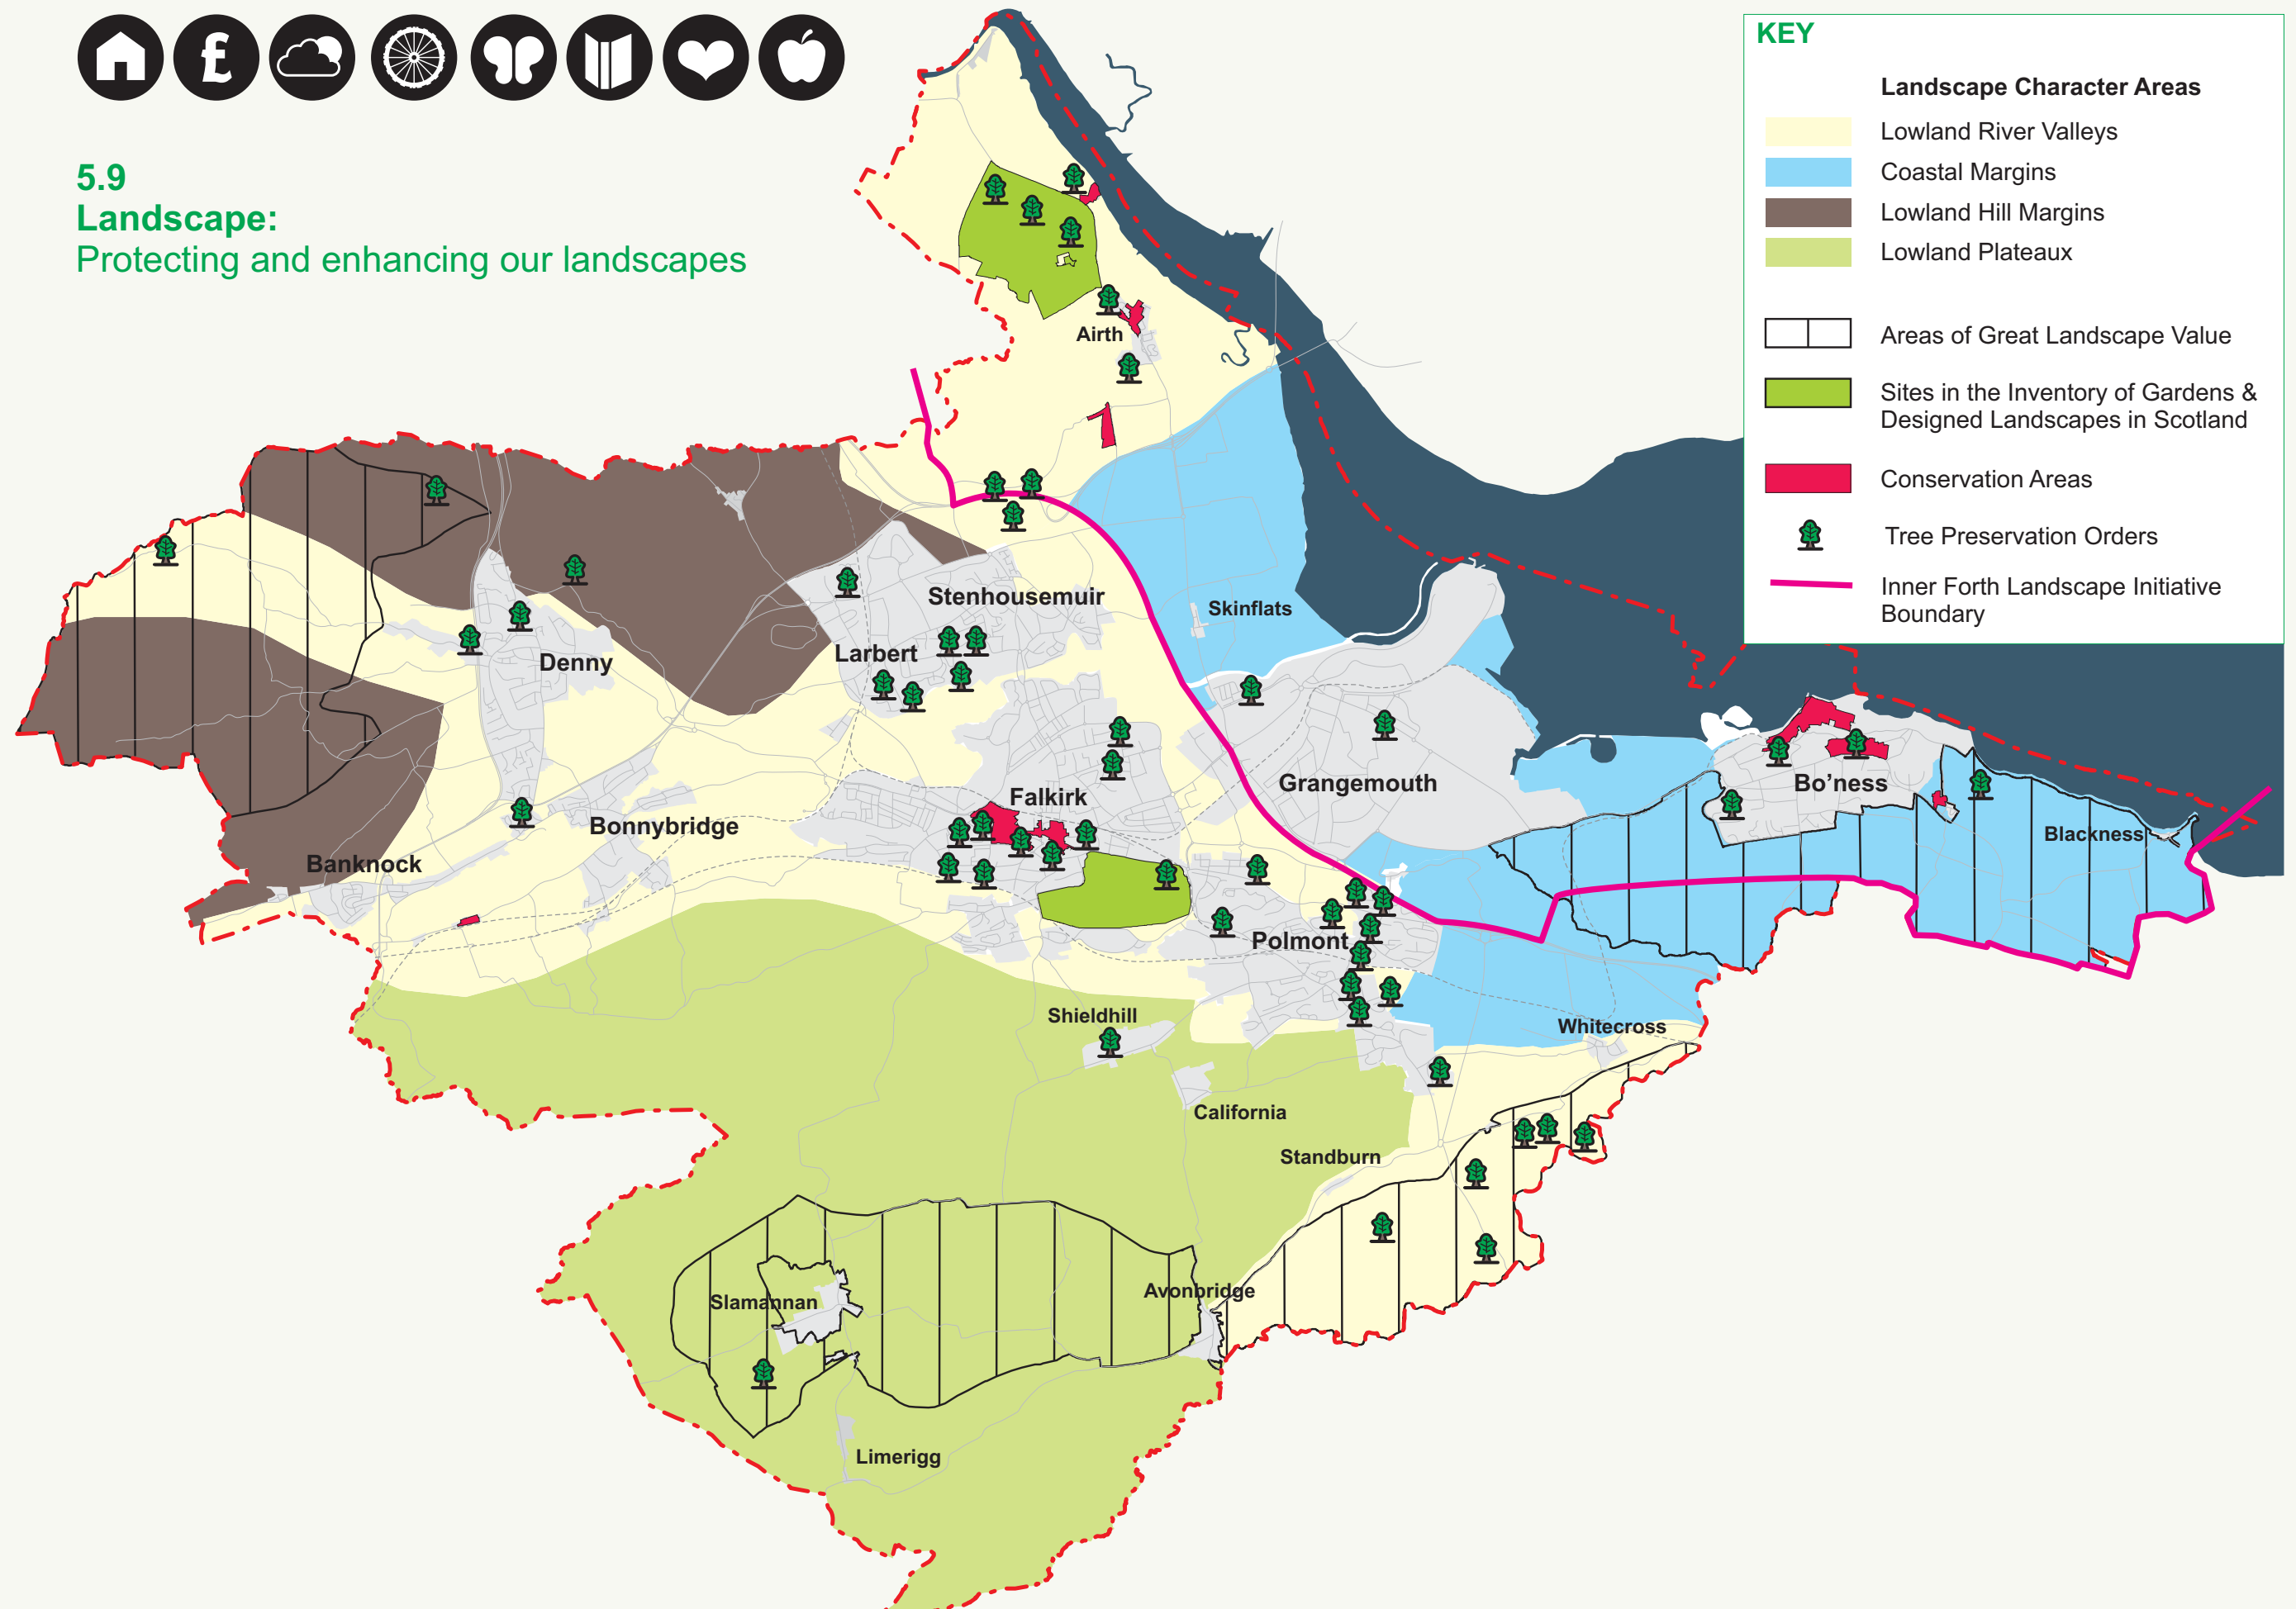 5.9
Landscape:
Protecting and enhancing our landscapes
KEY
Landscape Character Areas
Lowland River Valleys
Coastal Margins
Lowland Hill Margins
Lowland Plateaux
Areas of Great Landscape Value
Sites in the Inventory of Gardens &
Designed Landscapes in Scotland
Conservation Areas
Tree Preservation Orders
Inner Forth Landscape Initiative
Boundary
Airth
Stenhousemuir
Skinflats
Larbert
Denny
Grangemouth
Bo’ness
Falkirk
Bonnybridge
Blackness
Banknock
Polmont
Shieldhill
Whitecross
California
Standburn
Avonbridge
Slamannan
Limerigg